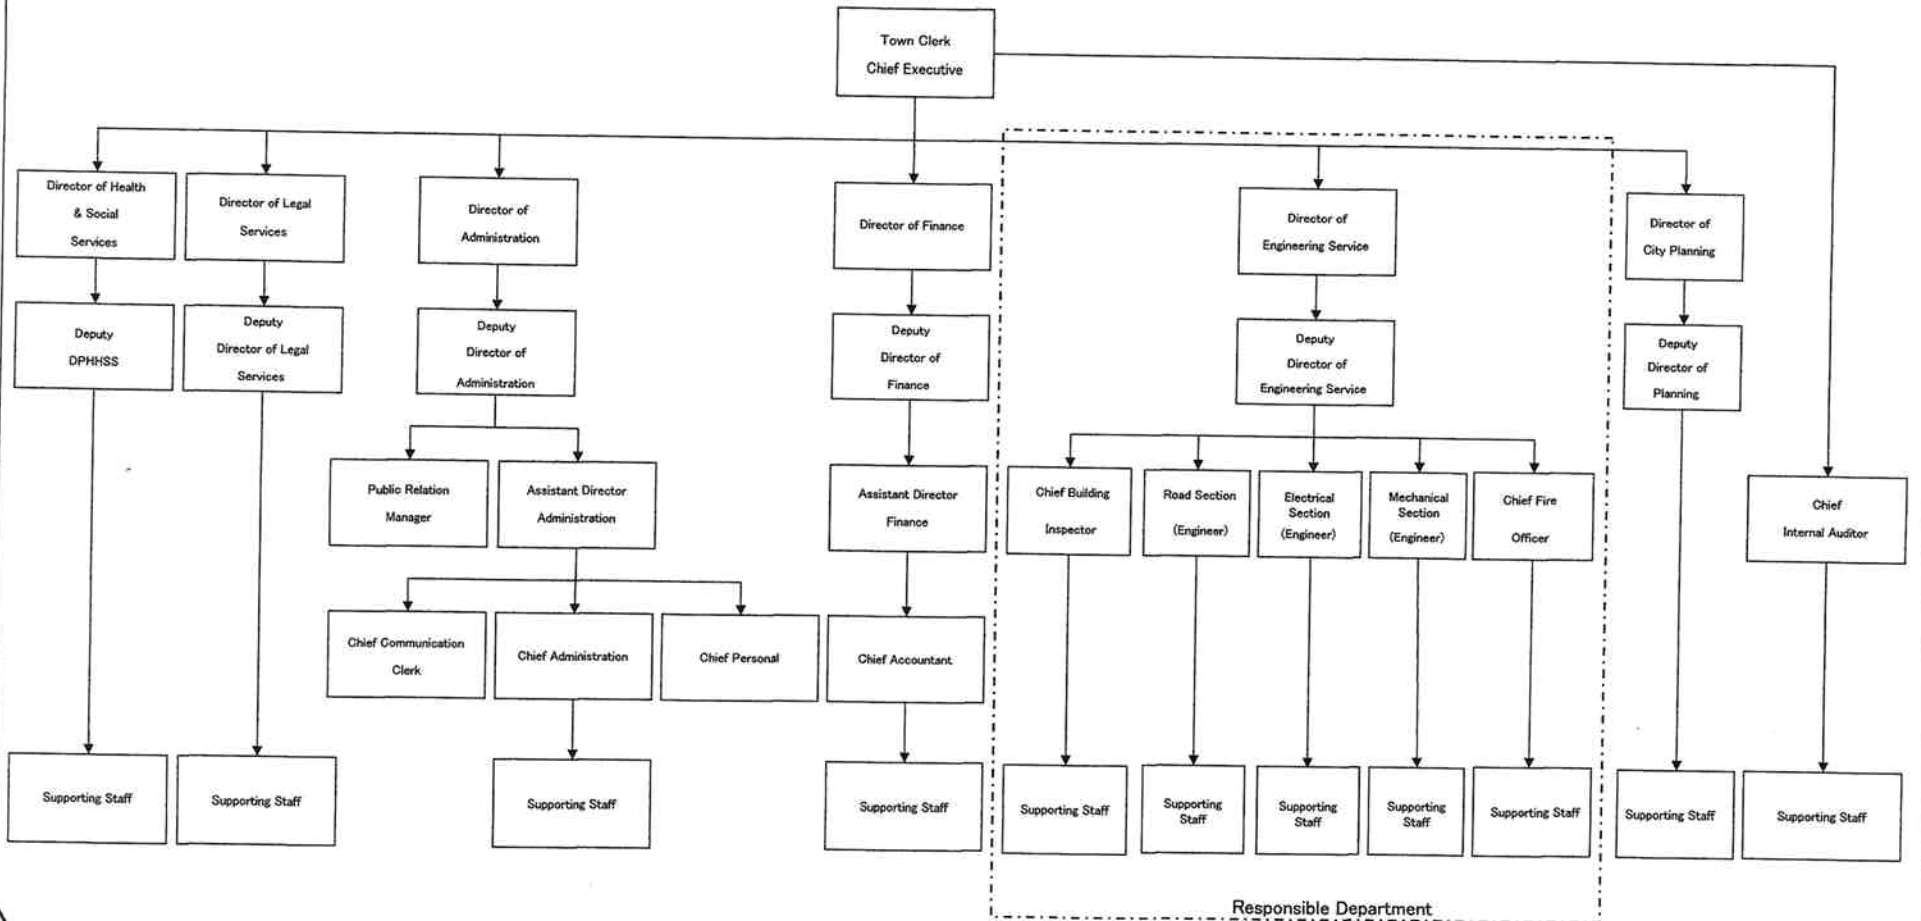 Town Clerk
Chief Executive
Director of Health
& Social
Services
Director of Legal
Services
Director of
Administration
Director of Finance
Director of
Engineering Service
Director of
City Planning
Deputy
DPHHSS
Deputy
Director of Legal
Services
Deputy
Director of
Administration
Deputy
Director of
Finance
Deputy
Director of
Engineering Service
Deputy
Director of
Planning
Public Relation
Manager
Assistant Director
Administration
Assistant Director
Finance
Chief Building
Inspector
Road Section
(Engineer)
Electrical
Section
(Engineer)
Mechanical
Section
(Engineer)
Chief Fire
Officer
Chief
Internal Auditor
Chief Communication
Clerk
Chief Administration
Chief Personal
Chief Accountant
Supporting Staff
Supporting Staff
Supporting Staff
Supporting Staff
Supporting Staff
Supporting
Staff
Supporting
Staff
Supporting
Staff
Supporting Staff
Supporting Staff
Supporting Staff
Responsible Department